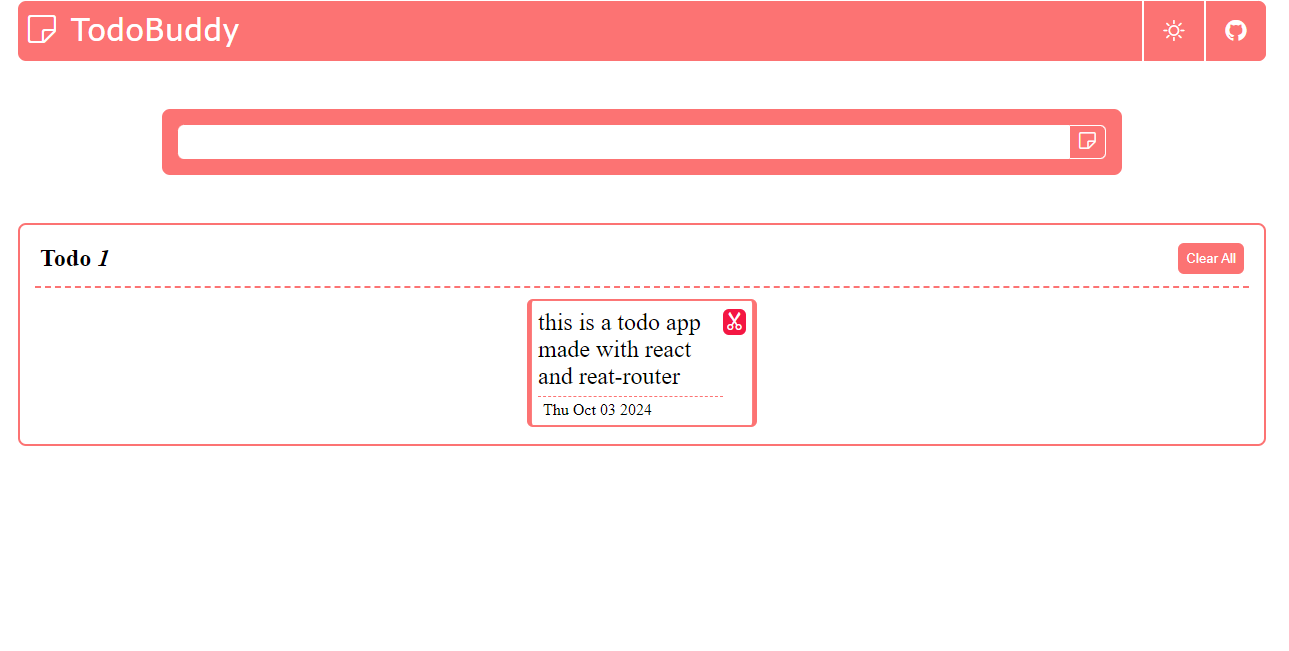 TodoBuddy
Todo 1
Clear All
this is a todo app
made with react
and reat-router
Thu Oct 03 2024